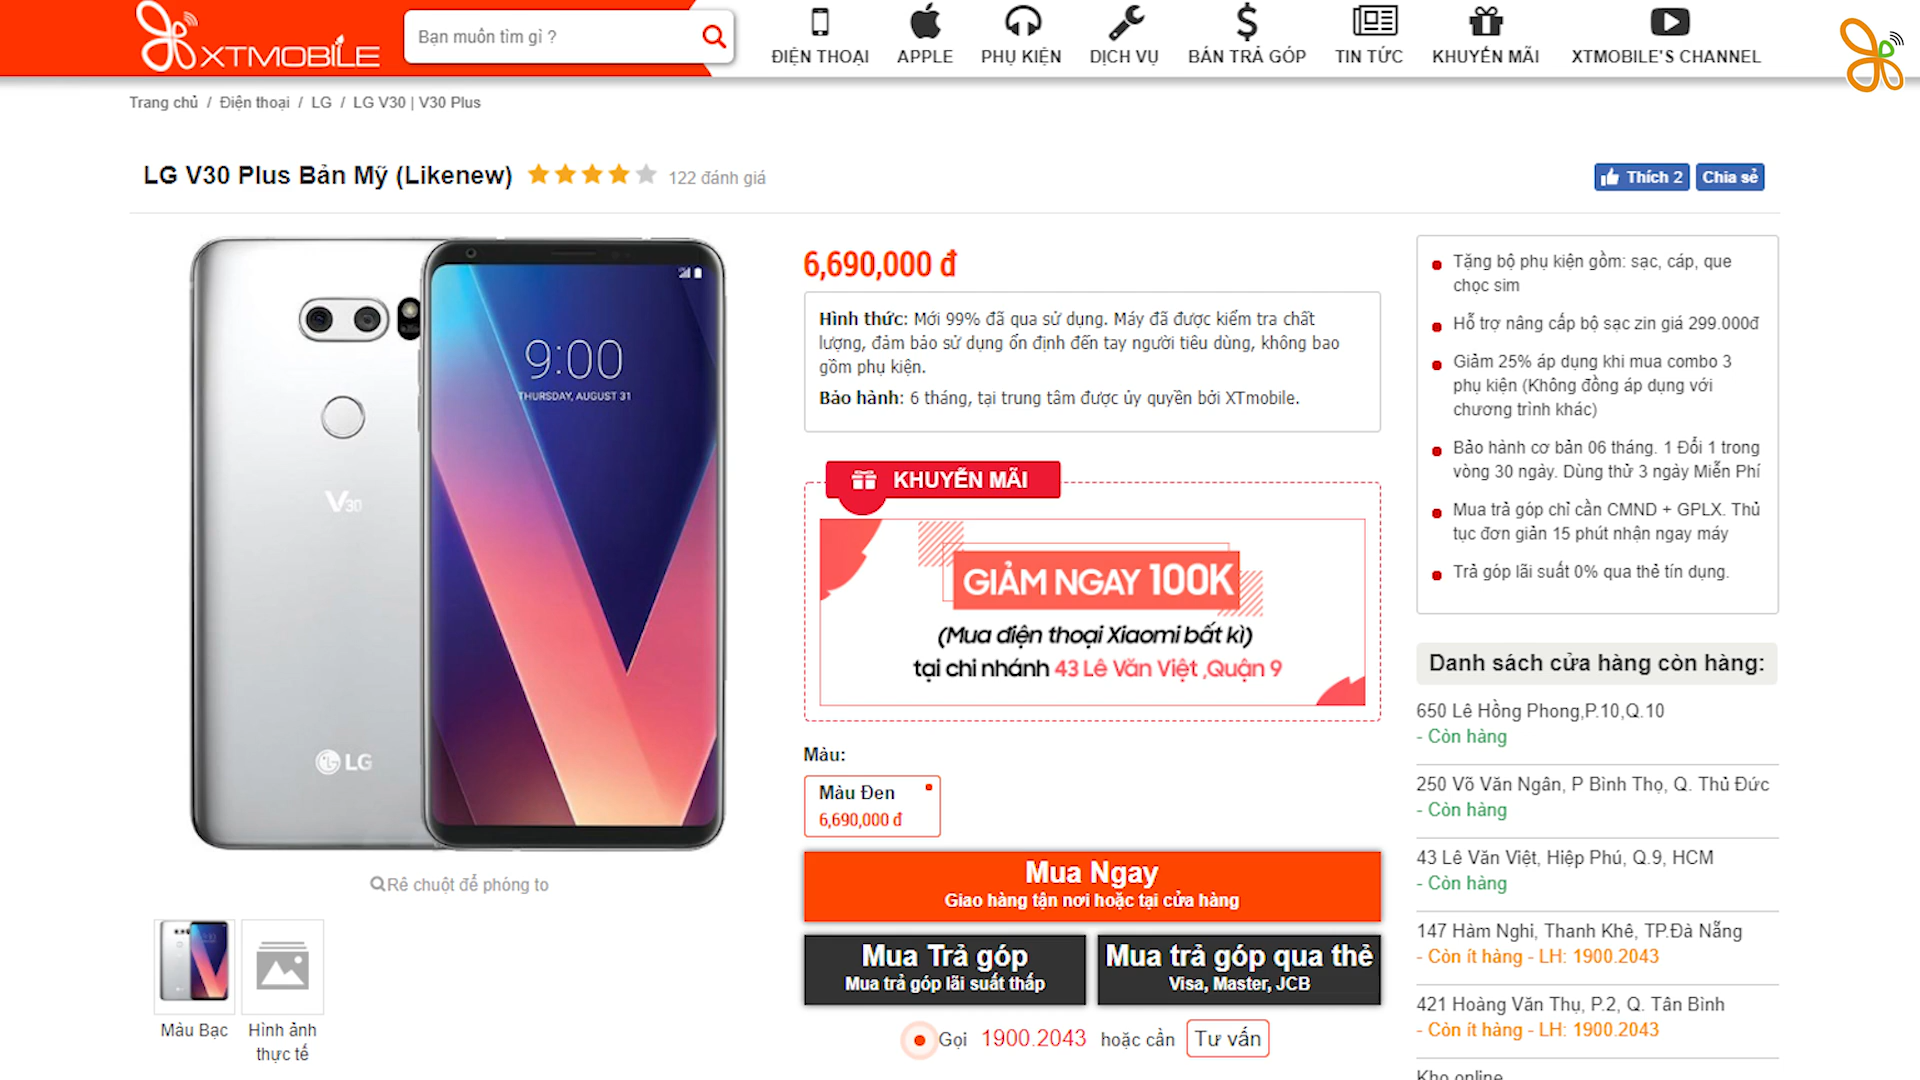 XTMOBILE
Bạn muốn tìm gì ?
ĐIỆN THOẠI
APPLE
PHỤ KIỆN
DỊCH VỤ
BÁN TRẢ GÓP
TIN TỨC
KHUYẾN MÃI
XTMOBILE'S CHANNEL
Trang chủ / Điện thoại / LG / LG V30 | V30 Plus
LG V30 Plus Bản Mỹ (Likenew)
122 đánh giá
Thích 2
Chia sẻ
9:00
THURSDAY, AUGUST 31
V30
LG
Rê chuột để phóng to
Màu Bạc
Hình ảnh
thực tế
6,690,000 đ
Hình thức: Mới 99% đã qua sử dụng. Máy đã được kiểm tra chất
lượng, đảm bảo sử dụng ổn định đến tay người tiêu dùng, không bao
gồm phụ kiện.
Bảo hành: 6 tháng, tại trung tâm được ủy quyền bởi XTmobile.
KHUYẾN MÃI
GIẢM NGAY 100K
(Mua điện thoại Xiaomi bất kì)
tại chi nhánh 43 Lê Văn Việt ,Quận 9
Màu:
Màu Đen
6,690,000 đ
Mua Ngay
Giao hàng tận nơi hoặc tại cửa hàng
Mua Trả góp
Mua trả góp lãi suất thấp
Mua trả góp qua thẻ
Visa, Master, JCB
Gọi 1900.2043 hoặc cần Tư vấn
Tặng bộ phụ kiện gồm: sạc, cáp, que
chọc sim
Hỗ trợ nâng cấp bộ sạc zin giá 299.000đ
Giảm 25% áp dụng khi mua combo 3
phụ kiện (Không đồng áp dụng với
chương trình khác)
Bảo hành cơ bản 06 tháng. 1 Đổi 1 trong
vòng 30 ngày. Dùng thử 3 ngày Miễn Phí
Mua trả góp chỉ cần CMND + GPLX. Thủ
tục đơn giản 15 phút nhận ngay máy
Trả góp lãi suất 0% qua thẻ tín dụng.
Danh sách cửa hàng còn hàng:
650 Lê Hồng Phong,P.10,Q.10
- Còn hàng
250 Võ Văn Ngân, P Bình Thọ, Q. Thủ Đức
- Còn hàng
43 Lê Văn Việt, Hiệp Phú, Q.9, HCM
- Còn hàng
147 Hàm Nghi, Thanh Khê, TP.Đà Nẵng
- Còn ít hàng - LH: 1900.2043
421 Hoàng Văn Thụ, P.2, Q. Tân Bình
- Còn ít hàng - LH: 1900.2043
Kho online